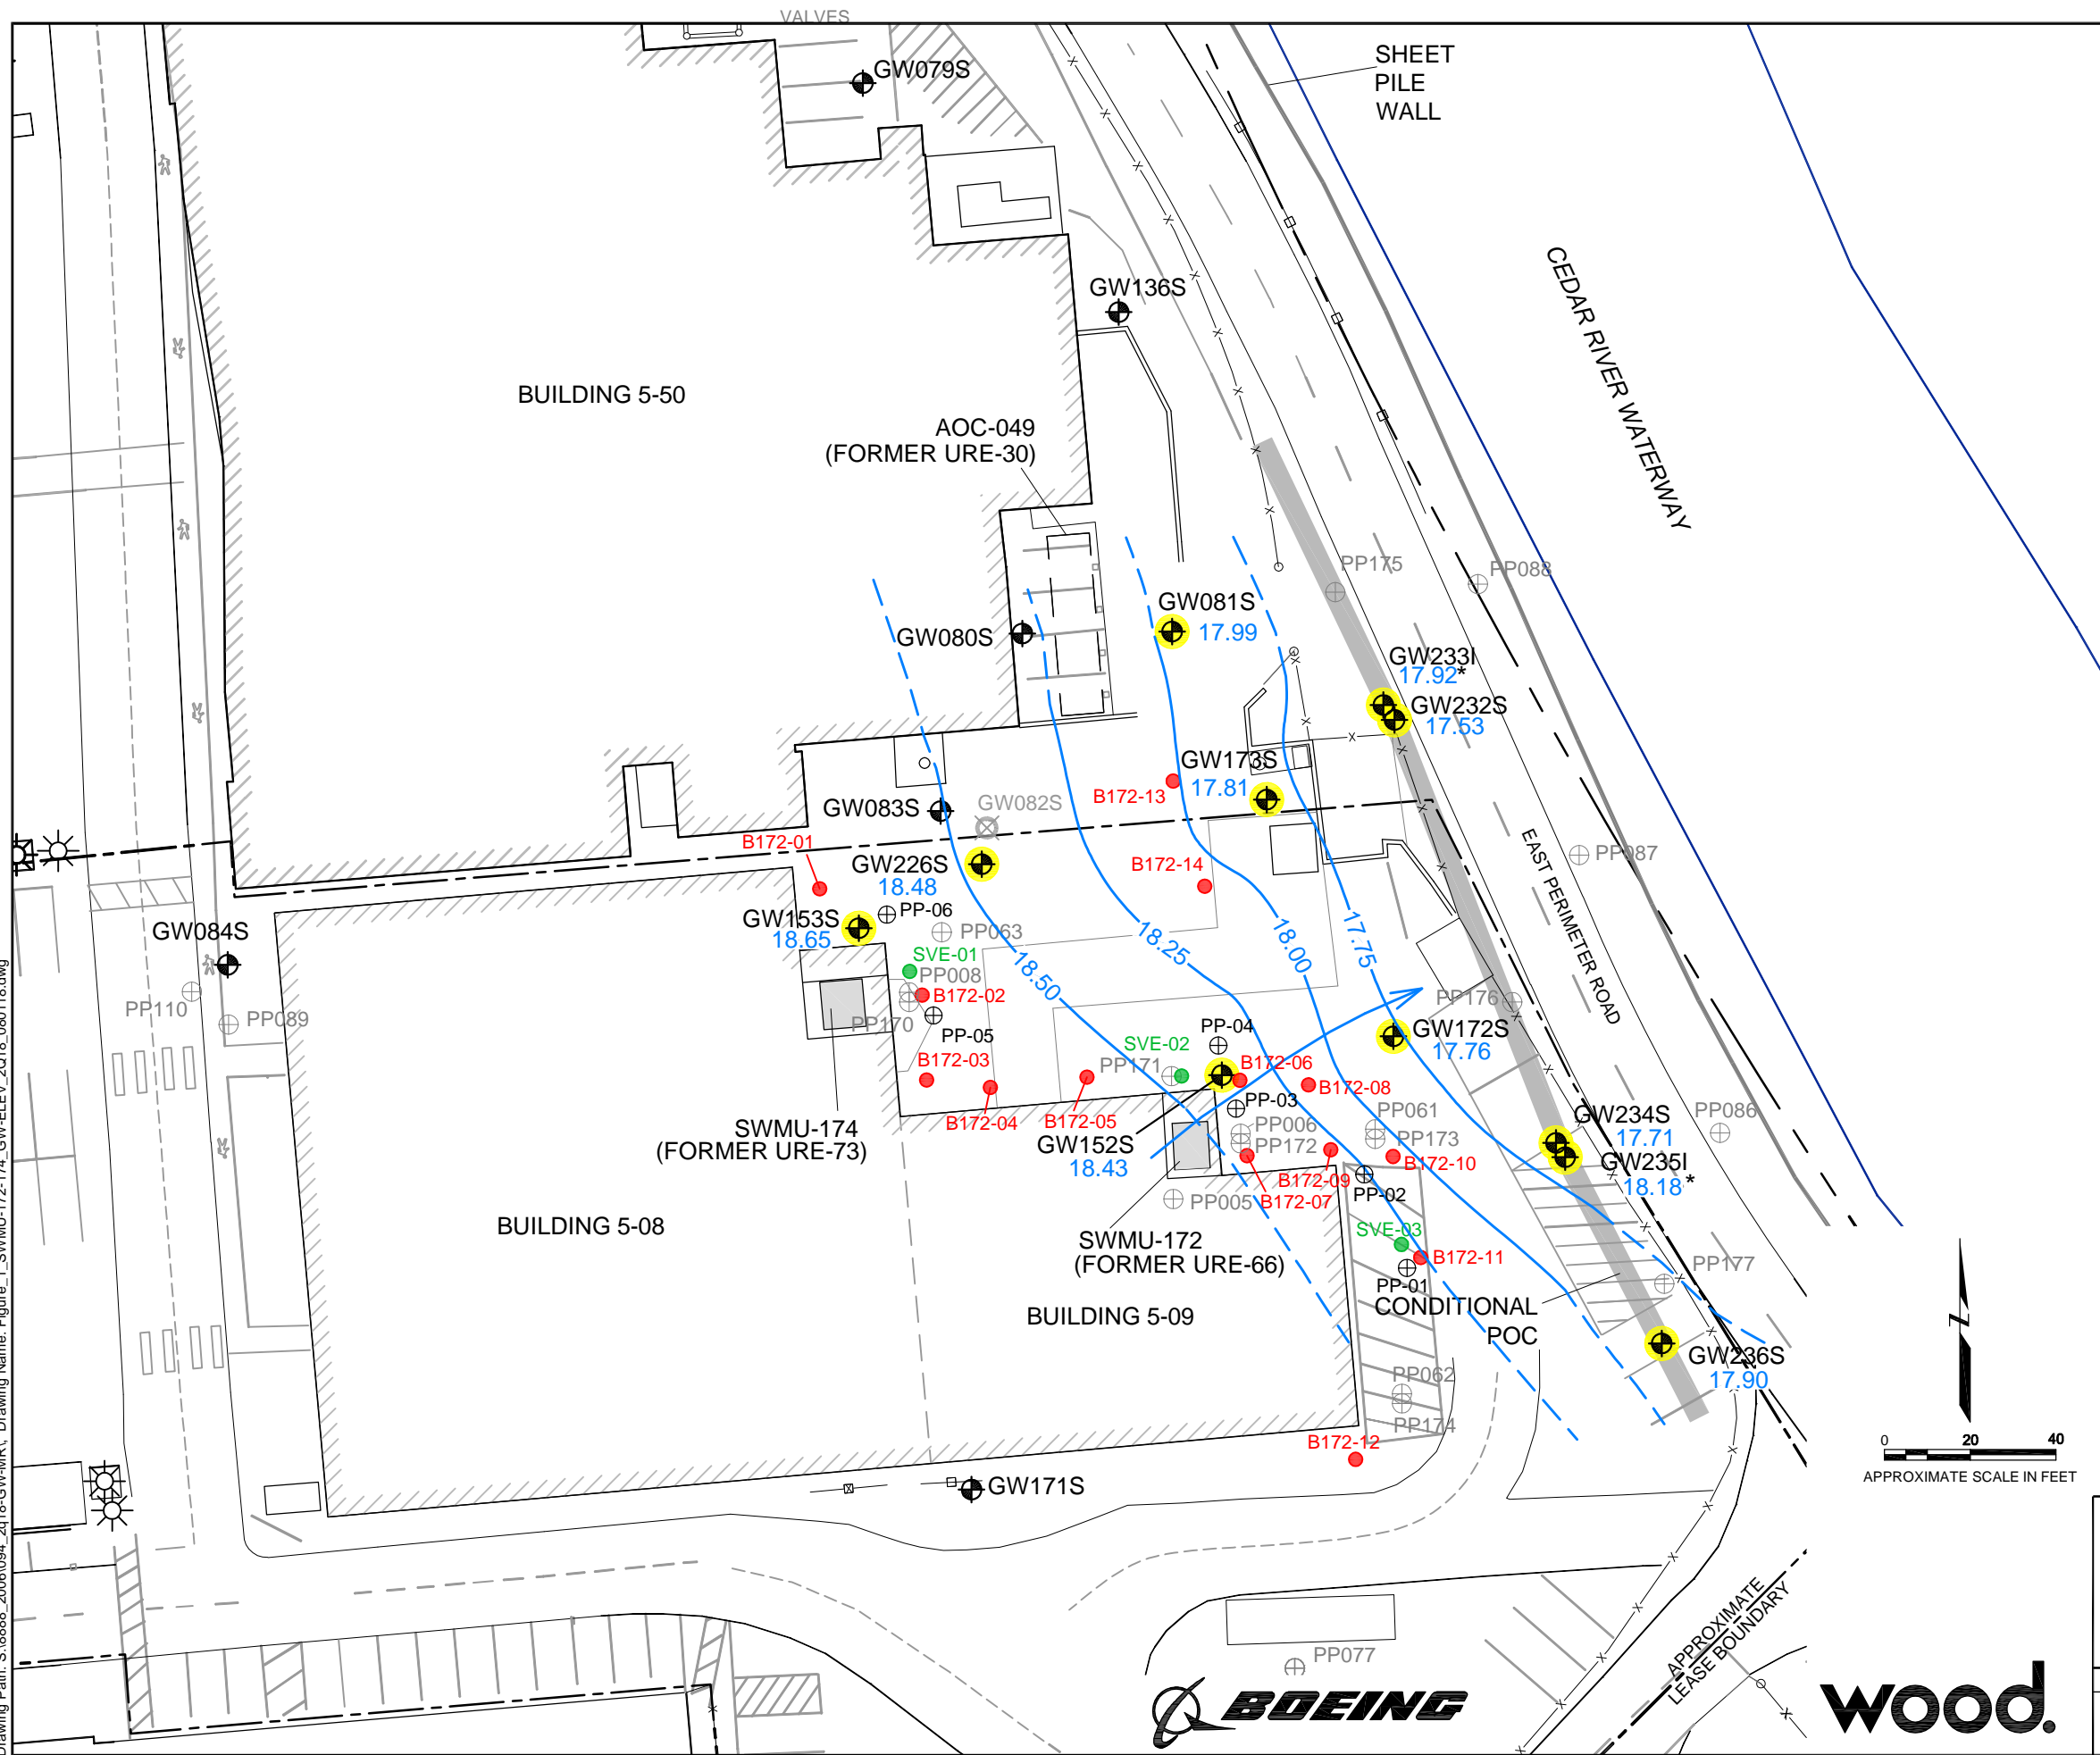 VALVES
SHEET
PILE
WALL
GW079S
CEDAR RIVER WATERWAY
GW136S
BUILDING 5-50
AOC-049
(FORMER URE-30)
PP175
PP088
GW081S
17.99
GW080S
GW233I
17.92*
GW232S
17.53
GW173S
17.81
B172-13
GW083S
GW082S
B172-01
GW226S
18.48
B172-14
PP087
EAST PERIMETER ROAD
GW153S
18.65
PP-06
PP063
GW084S
18.50
18.25
18.00
17.75
SVE-01
PP008
B172-02
PP170
PP-05
PP110
PP089
PP176
GW172S
17.76
PP-04
SVE-02
PP171
B172-03
B172-04
B172-05
B172-06
B172-08
PP-03
PP006
PP172
PP061
PP173
B172-10
GW234S
17.71
GW235I
18.18*
PP086
SWMU-174
(FORMER URE-73)
GW152S
18.43
B172-09
B172-07
PP-02
PP005
BUILDING 5-08
SWMU-172
(FORMER URE-66)
SVE-03
B172-11
PP-01
PP177
BUILDING 5-09
CONDITIONAL
POC
GW236S
17.90
PP062
PP174
B172-12
GW171S
Z
0 20 40
APPROXIMATE SCALE IN FEET
APPROXIMATE
LEASE BOUNDARY
PP077
BOEING
wood.